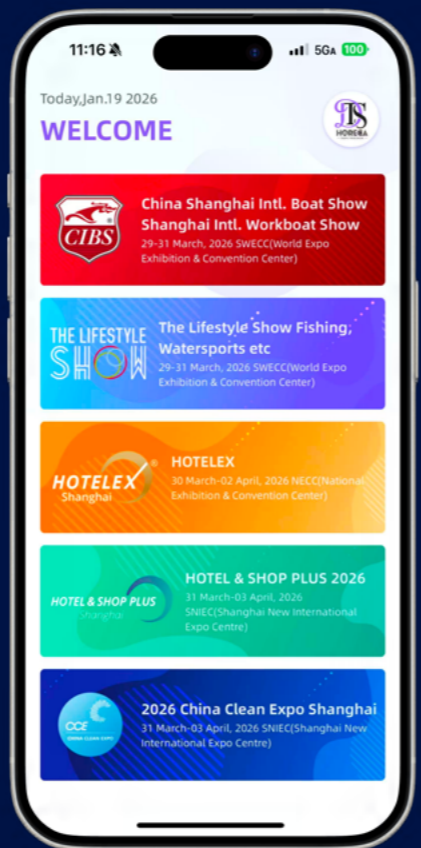 11:16
5GA 100
Today,Jan.19 2026
WELCOME
DTS
HORECA
CIBS
China Shanghai Intl. Boat Show
Shanghai Intl. Workboat Show
29-31 March, 2026 SWECC(World Expo
Exhibition & Convention Center)
THE LIFESTYLE
SHOW
The Lifestyle Show Fishing,
Watersports etc
29-31 March, 2026 SWECC(World Expo
Exhibition & Convention Center)
HOTELEX®
Shanghai
HOTELEX
30 March-02 April, 2026 NECC(National
Exhibition & Convention Center)
HOTEL & SHOP PLUS
Shanghai
HOTEL & SHOP PLUS 2026
31 March-03 April, 2026
SNIEC(Shanghai New International
Expo Centre)
CCE
CHINA CLEAN EXPO
2026 China Clean Expo Shanghai
31 March-03 April, 2026 SNIEC(Shanghai New
International Expo Centre)